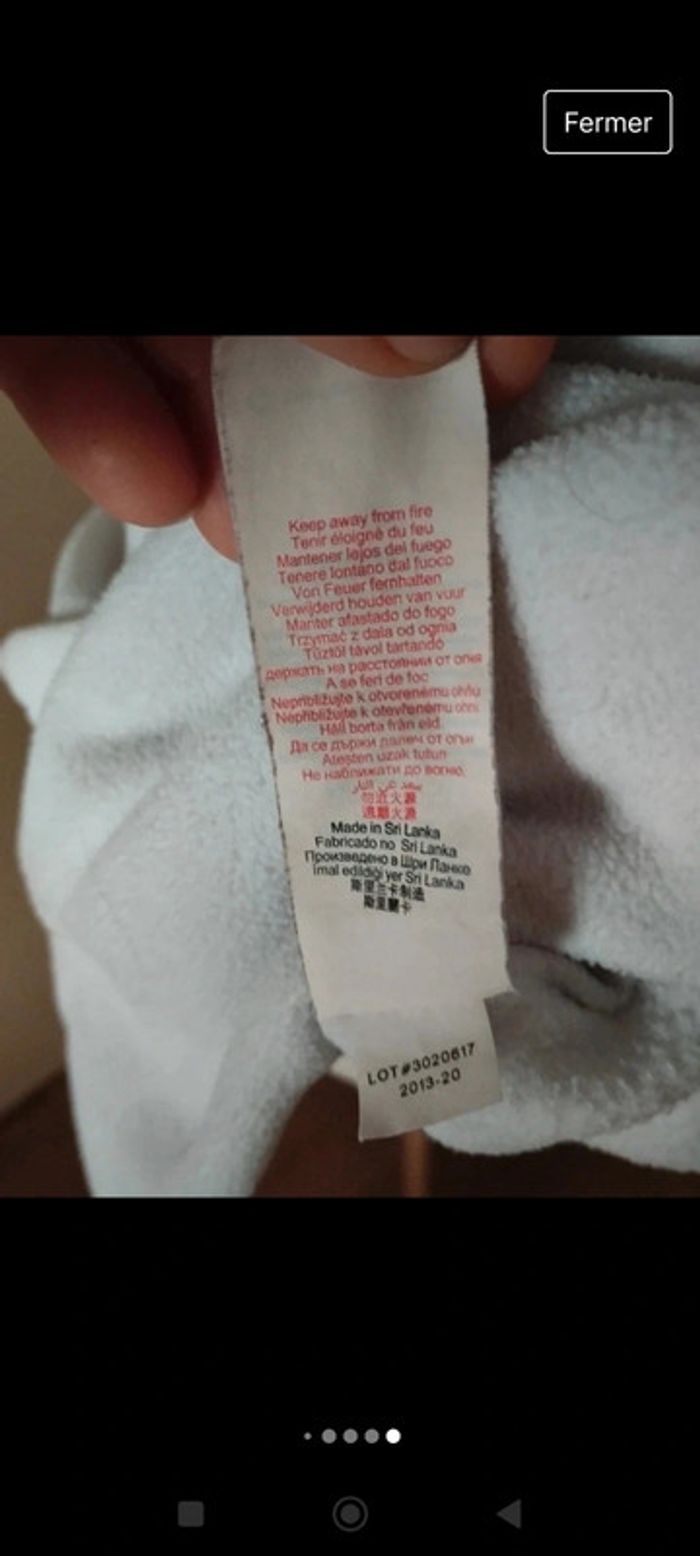 Fermer
Keep away from fire
Tenir éloigné du feu
Mantener lejos del fuego
Tenere lontano dal fuoco
Von Feuer fernhalten
Verwijderd houden van vuur
Manter afastado do fogo
Trzymać z dala od ognia
Tűztől távol tartandó
держать на расстоянии от огня
A se feri de foc
Nepribližujte k otvorenému ohňu
Nepřibližujte k otevřenému ohni
Håll borta från eld
Да се държи далеч от огън
Ateşten uzak tutun
Не наближати до вогню.
勿近火源
遠離火源
Made in Sri Lanka
Fabricado no Sri Lanka
Произведено в Шри Ланке
İmal edildiği yer Sri Lanka
斯里兰卡制造
斯里蘭卡
LOT#3020617
2013-20